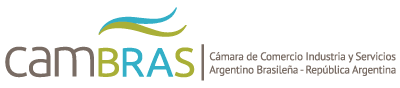 camBRAS
Cámara de Comercio Industria y Servicios
Argentino Brasileña - República Argentina